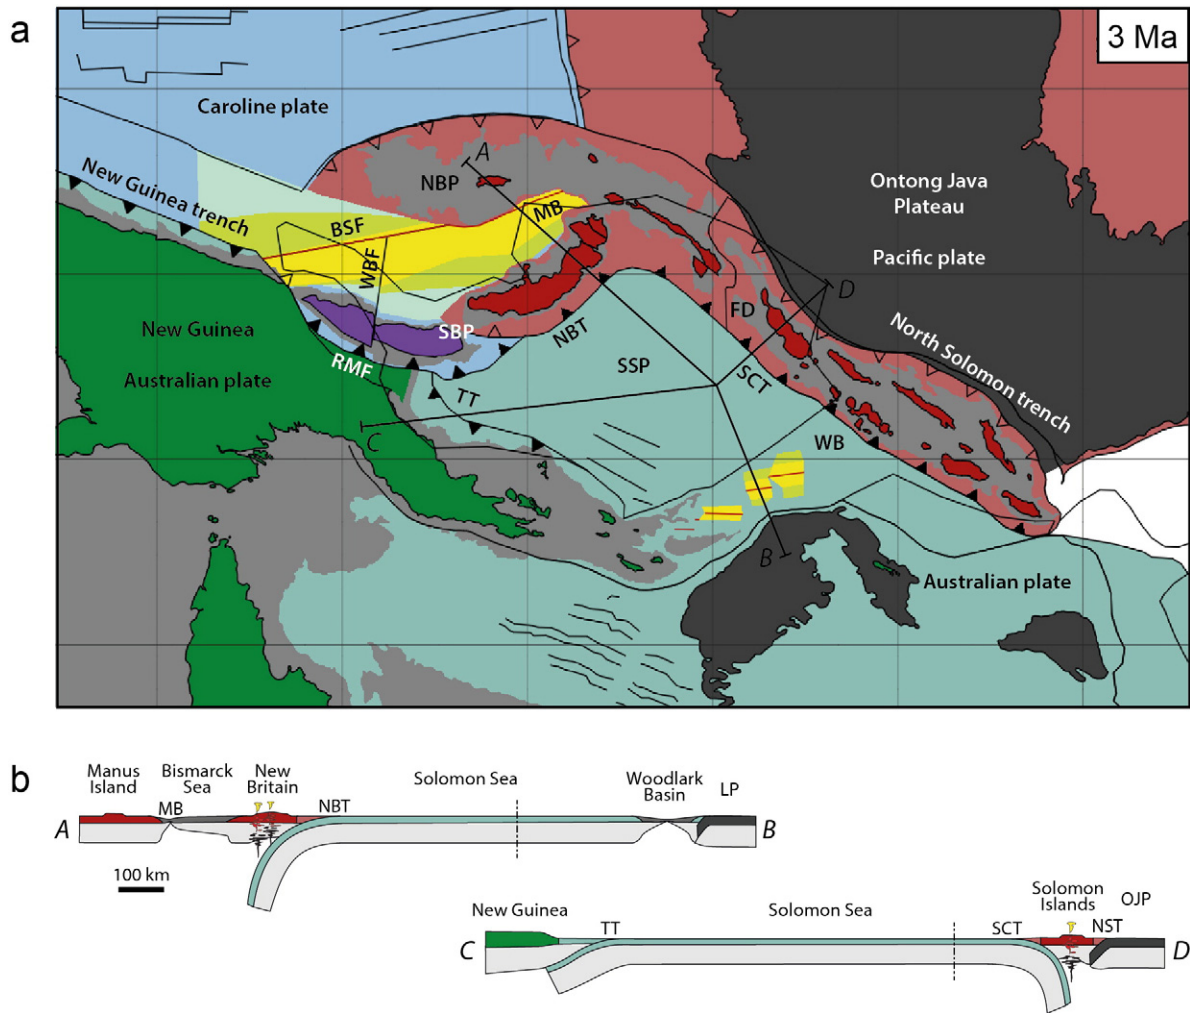 a
3 Ma
Caroline plate
New Guinea trench
NBP
A
MB
BSF
WBF
Ontong Java
Plateau
Pacific plate
D
FD
North Solomon trench
New Guinea
Australian plate
SBP
NBT
RMF
TT
SSP
SCT
C
WB
B
Australian plate
b
Manus
Island
Bismarck
Sea
New
Britain
Solomon Sea
Woodlark
Basin
LP
MB
NBT
A
B
100 km
New Guinea
TT
Solomon Sea
SCT
Solomon
Islands
OJP
NST
C
D